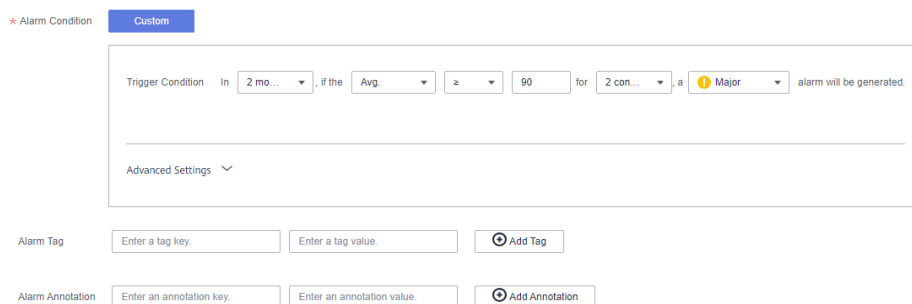 * Alarm Condition Custom
Trigger Condition In 2 mo... , if the Avg. ≥ 90 for 2 con... , a Major alarm will be generated.
Advanced Settings
Alarm Tag Enter a tag key. Enter a tag value. Add Tag
Alarm Annotation Enter an annotation key. Enter an annotation value. Add Annotation